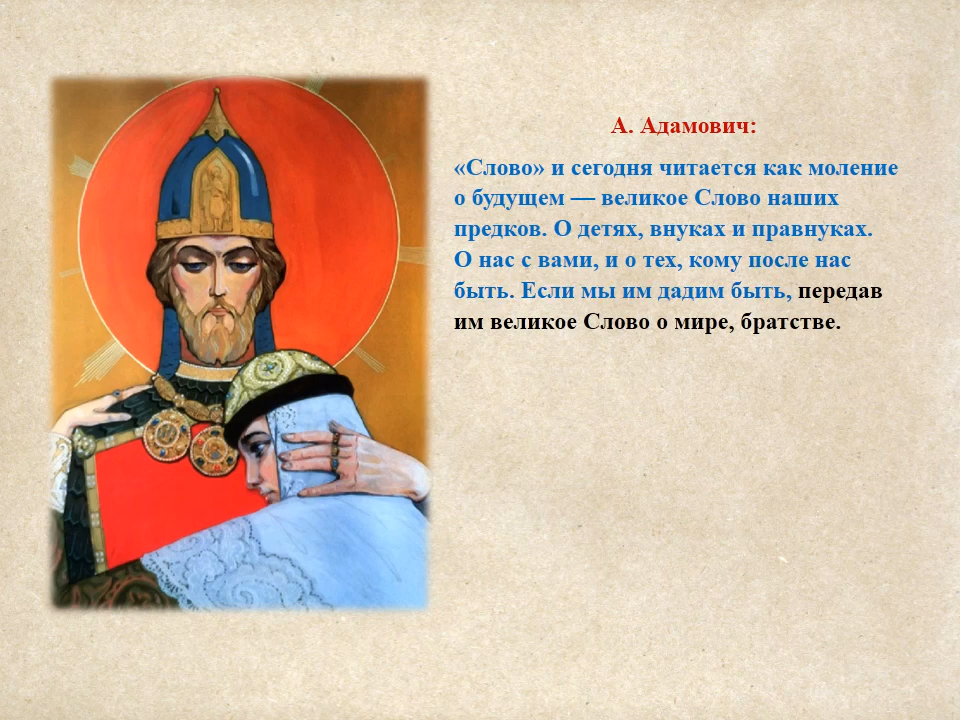 А. Адамович:
«Слово» и сегодня читается как моление
о будущем — великое Слово наших
предков. О детях, внуках и правнуках.
О нас с вами, и о тех, кому после нас
быть. Если мы им дадим быть, передав
им великое Слово о мире, братстве.